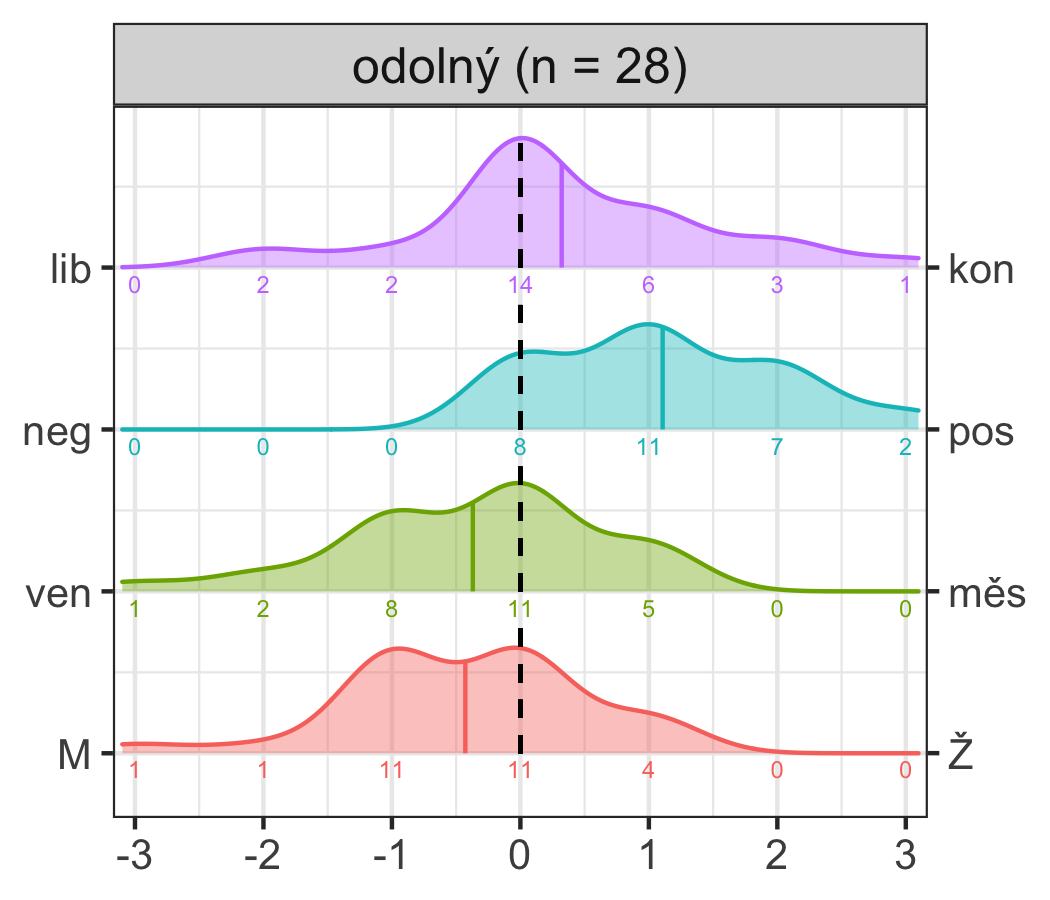 odolný (n = 28)
lib kon
0 2 2 14 6 3 1
neg pos
0 0 0 8 11 7 2
ven měs
1 2 8 11 5 0 0
M Ž
1 1 11 11 4 0 0
-3 -2 -1 0 1 2 3